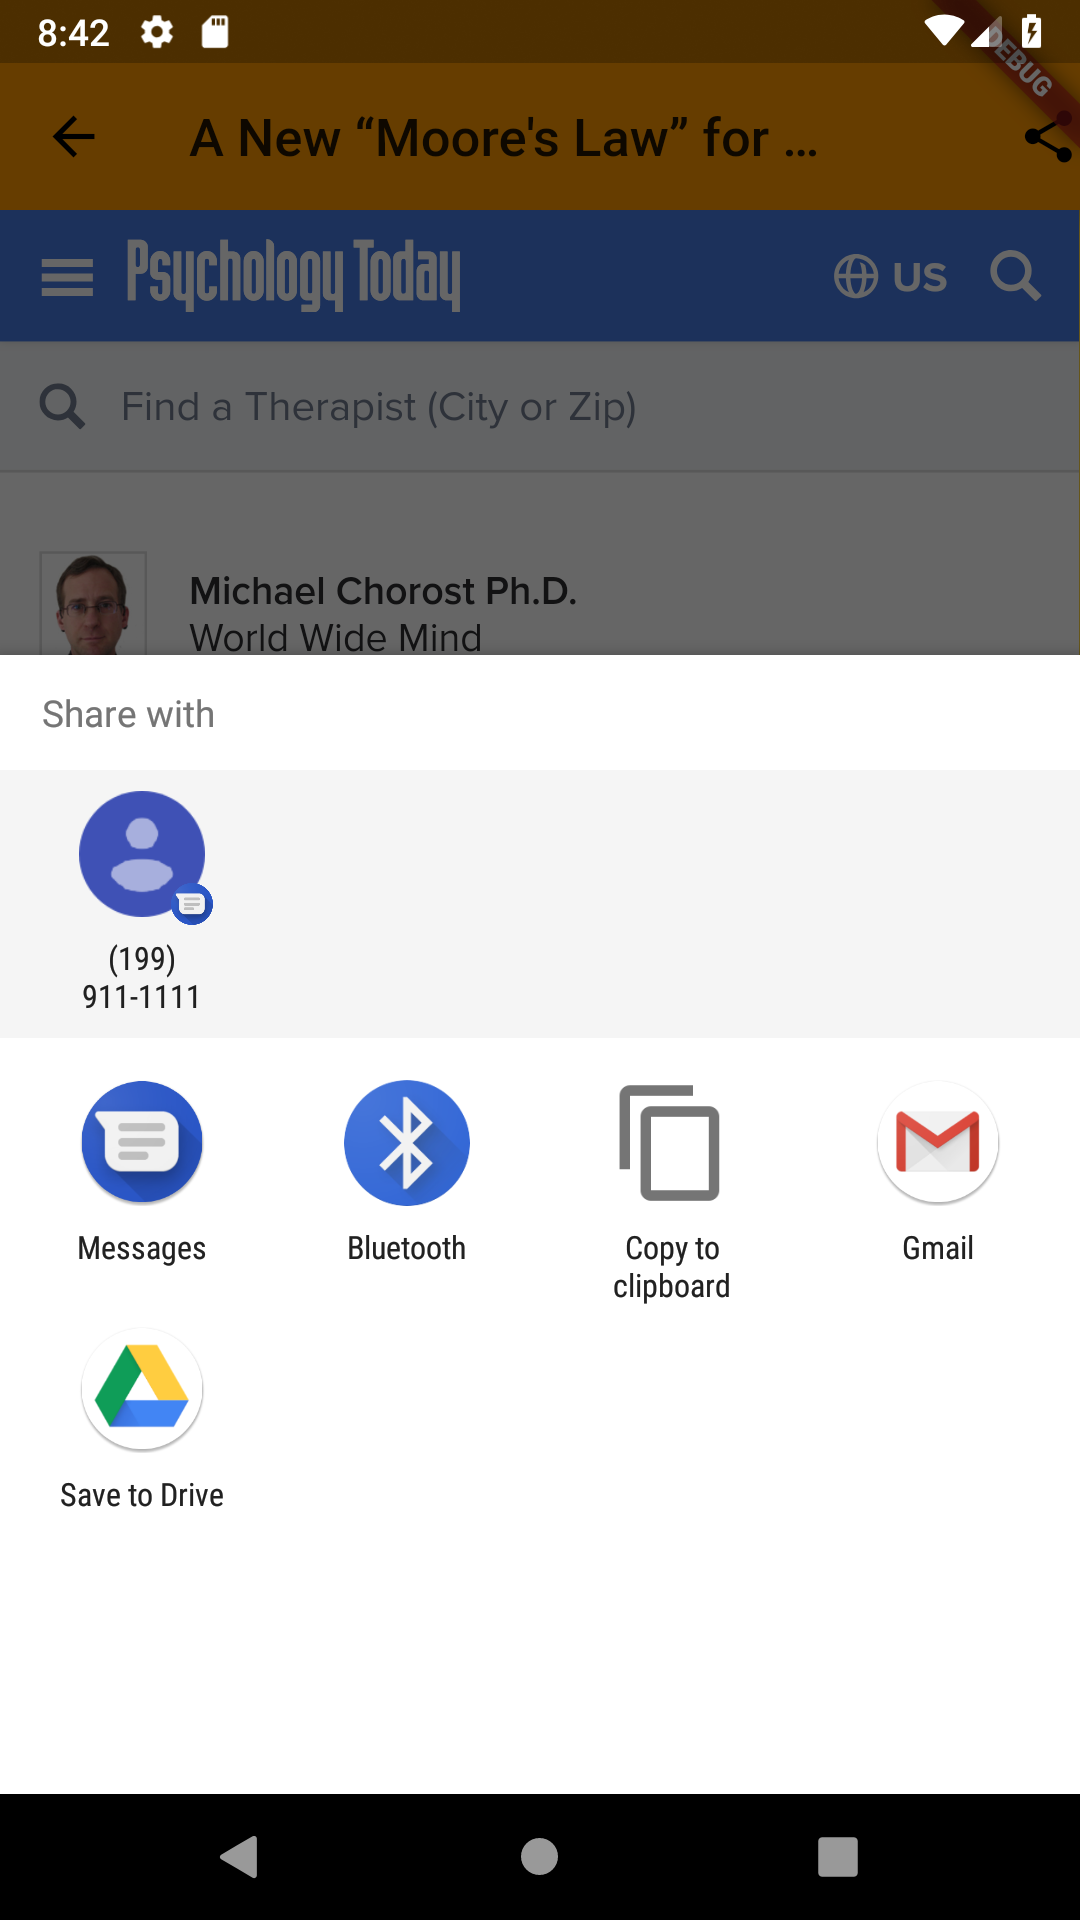 8:42
DEBUG
A New “Moore's Law” for ...
Psychology Today
US
Find a Therapist (City or Zip)
Michael Chorost Ph.D.
World Wide Mind
Share with
(199)
911-1111
Messages
Bluetooth
Copy to
clipboard
Gmail
Save to Drive